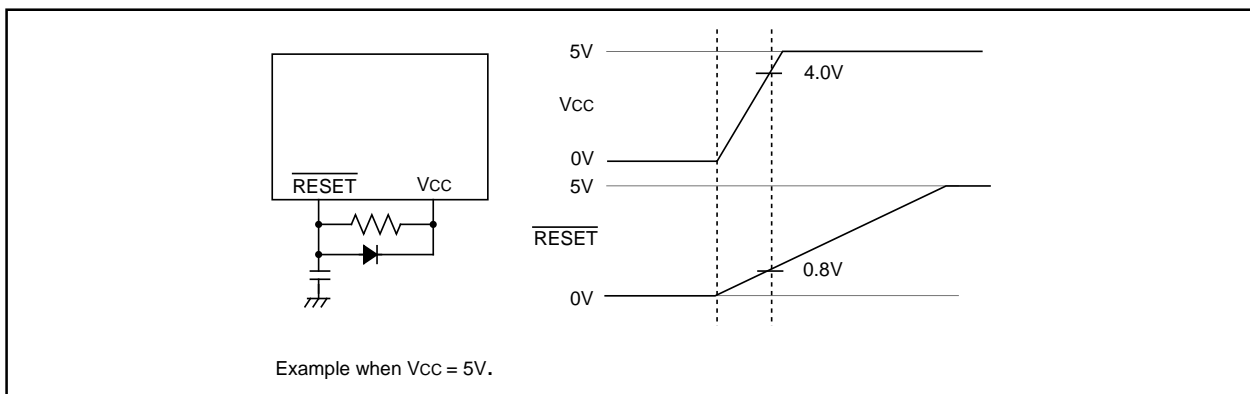 RESET
VCC
5V
4.0V
VCC
0V
5V
RESET
0.8V
0V
Example when VCC = 5V.